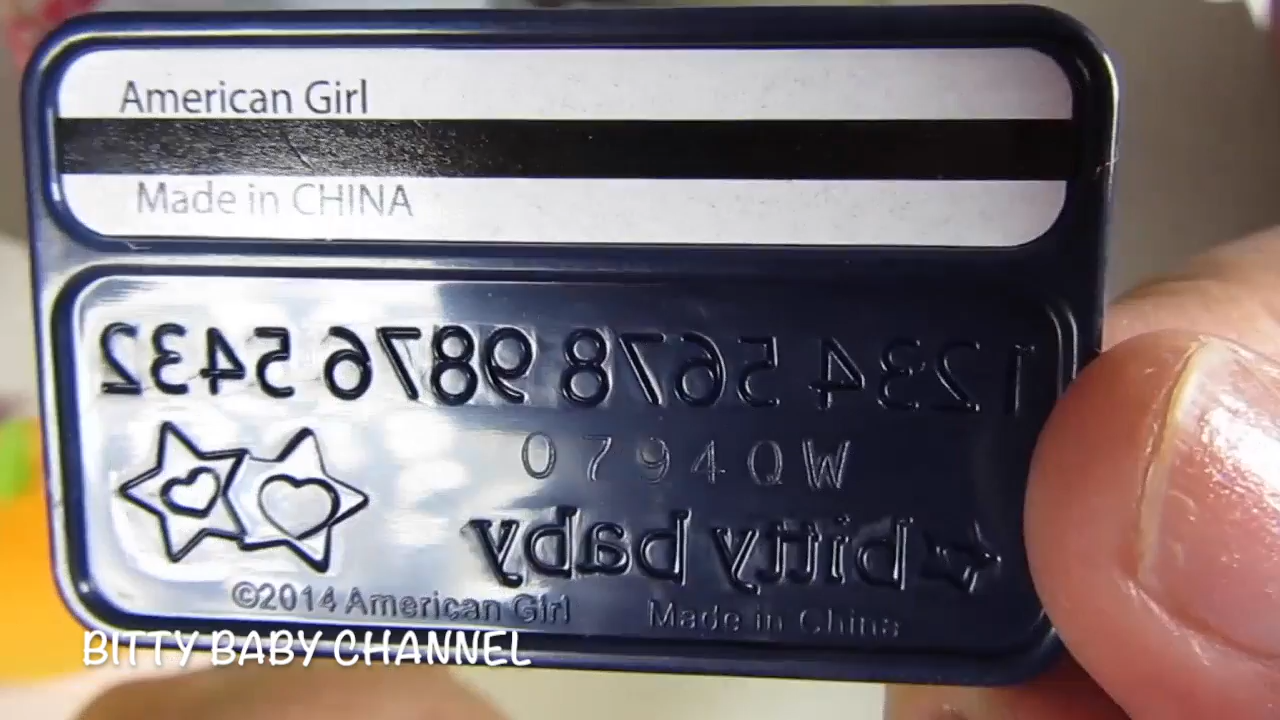 American Girl
Made in CHINA
1234 5678 9876 5432
0794QW
bitty baby
©2014 American Girl Made in China
BITTY BABY CHANNEL